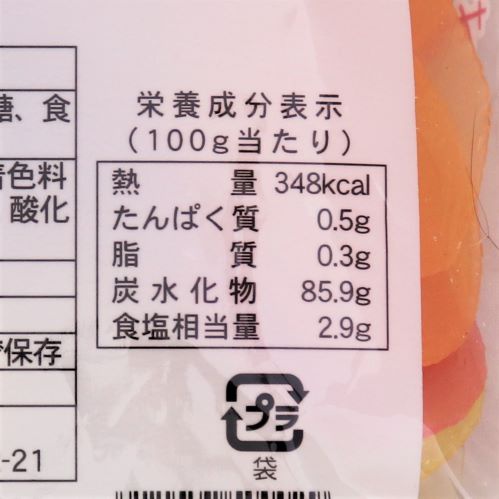 糖、食
着色料
酸化
保存
-21
栄養成分表示
(100g当たり)
熱量 348kcal
たんぱく質 0.5g
脂質 0.3g
炭水化物 85.9g
食塩相当量 2.9g
プラ
袋